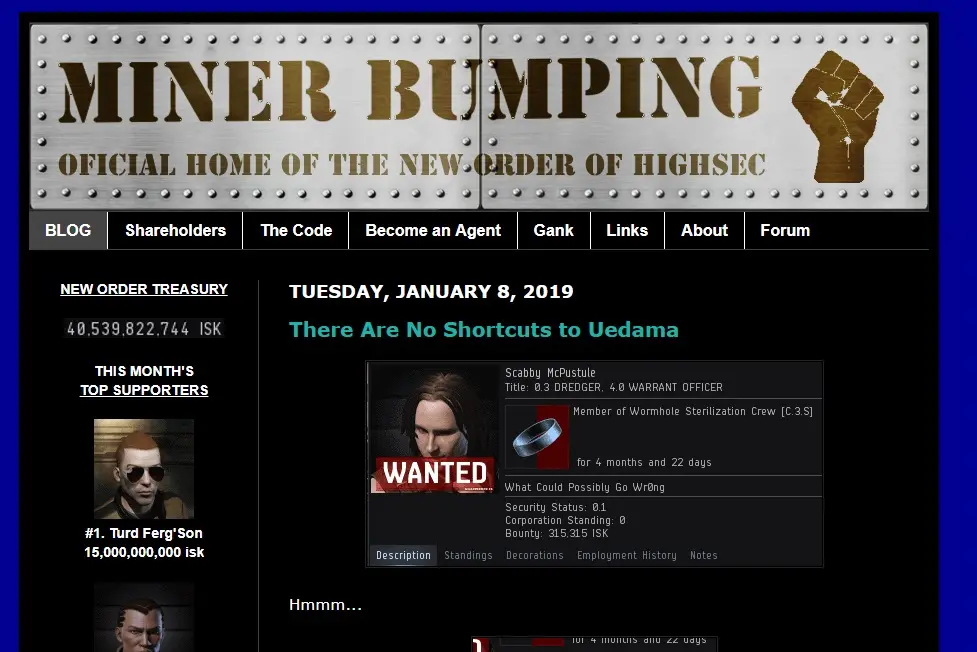 MINER BUMPING
OFICIAL HOME OF THE NEW ORDER OF HIGHSEC
BLOG
Shareholders
The Code
Become an Agent
Gank
Links
About
Forum
NEW ORDER TREASURY
40,539,822,744 ISK
THIS MONTH'S
TOP SUPPORTERS
#1. Turd Ferg'Son
15,000,000,000 isk
TUESDAY, JANUARY 8, 2019
There Are No Shortcuts to Uedama
WANTED
Scabby McPustule
Title: 0.3 DREDGER, 4.0 WARRANT OFFICER
Member of Wormhole Sterilization Crew [C.3.S]
for 4 months and 22 days
What Could Possibly Go Wr0ng
Security Status: 0.1
Corporation Standing: 0
Bounty: 315,315 ISK
Description
Standings
Decorations
Employment History
Notes
Hmmm...
for 4 months and 22 days